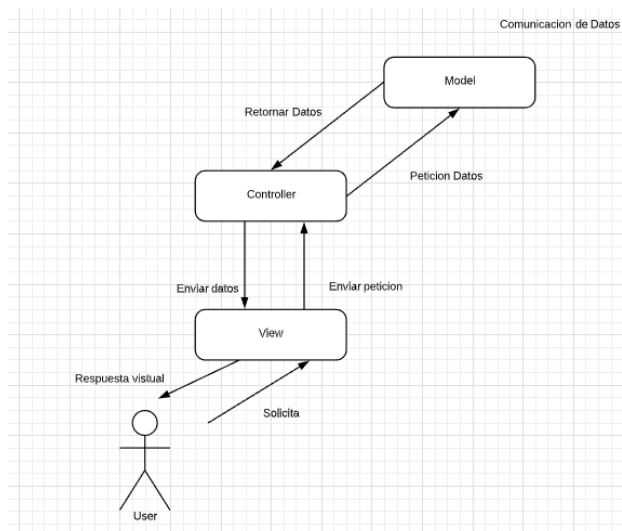 Comunicacion de Datos
Model
Retornar Datos
Peticion Datos
Controller
Enviar datos
Enviar peticion
View
Respuesta vistual
Solicita
User